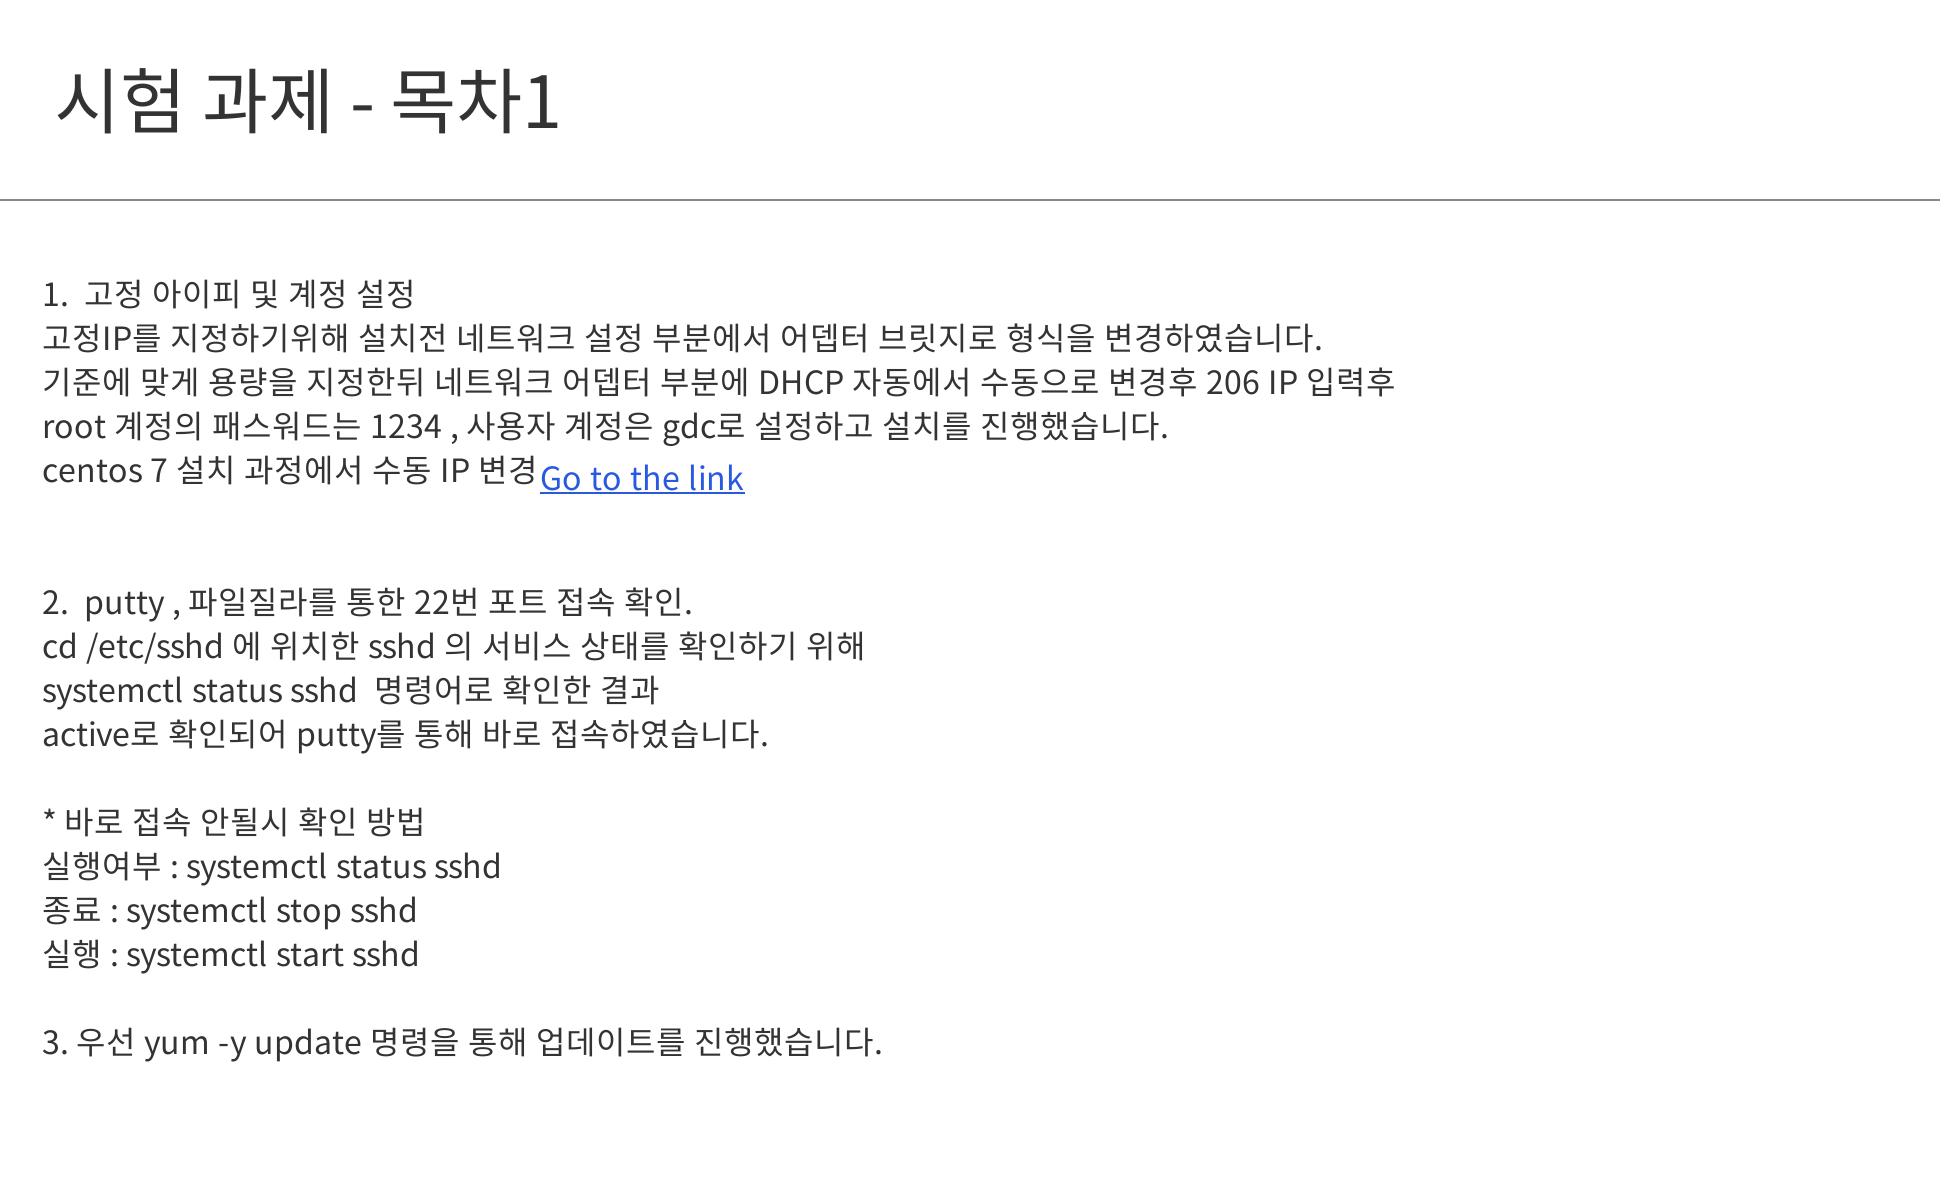 시험 과제 - 목차1
1.  고정 아이피 및 계정 설정
고정IP를 지정하기위해 설치전 네트워크 설정 부분에서 어뎁터 브릿지로 형식을 변경하였습니다.
기준에 맞게 용량을 지정한뒤 네트워크 어뎁터 부분에 DHCP 자동에서 수동으로 변경후 206 IP 입력후
root 계정의 패스워드는 1234 , 사용자 계정은 gdc로 설정하고 설치를 진행했습니다.
centos 7 설치 과정에서 수동 IP 변경 Go to the link
2.  putty , 파일질라를 통한 22번 포트 접속 확인.
cd /etc/sshd 에 위치한 sshd 의 서비스 상태를 확인하기 위해
systemctl status sshd  명령어로 확인한 결과
active로 확인되어 putty를 통해 바로 접속하였습니다.
* 바로 접속 안될시 확인 방법
실행여부 : systemctl status sshd
종료 : systemctl stop sshd
실행 : systemctl start sshd
3. 우선 yum -y update 명령을 통해 업데이트를 진행했습니다.